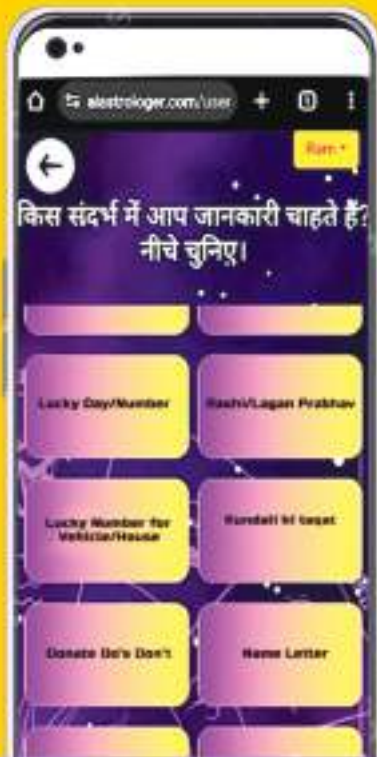 alastrologer.com/user
Ram
किस संदर्भ में आप जानकारी चाहते हैं?
नीचे चुनिए।
Lucky Day/Number
Rashi/Lagan Prabhav
Lucky Number for
Vehicle/House
Kundali ki taqat
Donate Do's Don't
Name Letter